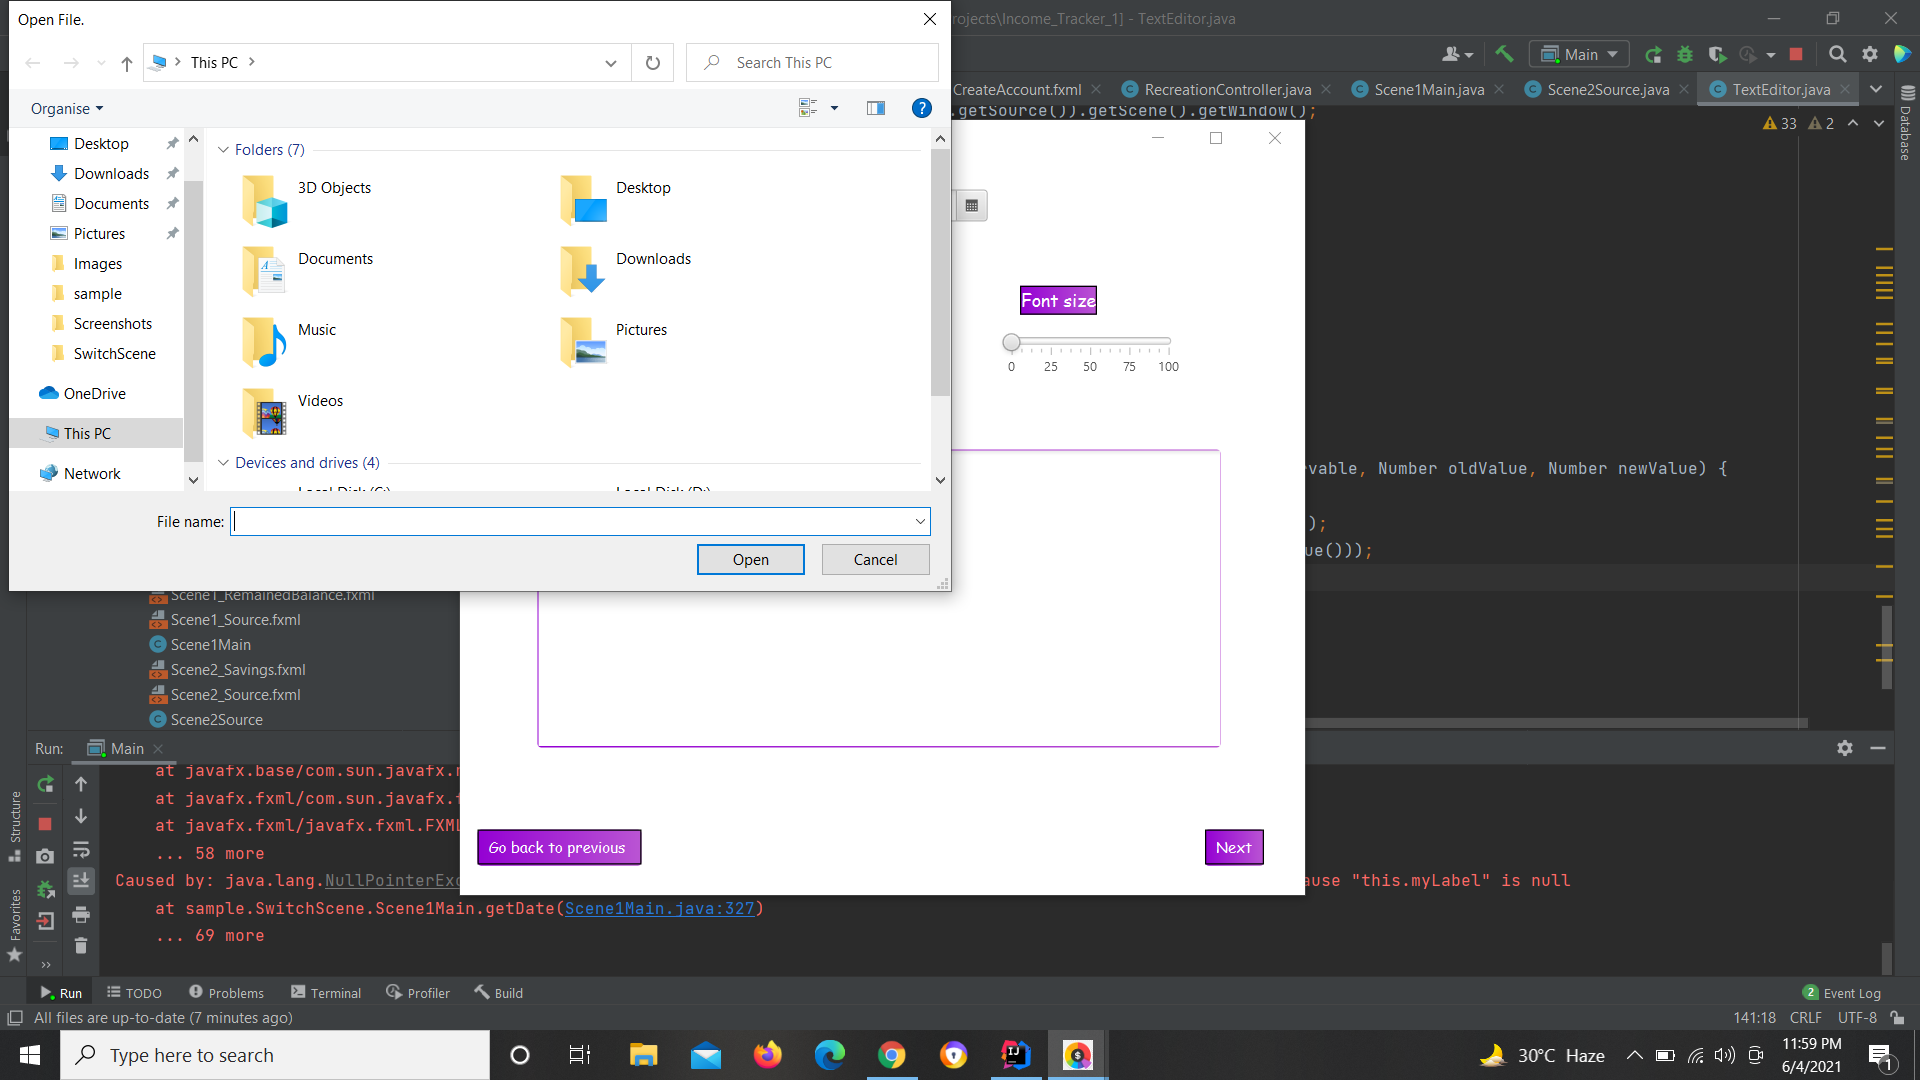 Open File.
rojects\Income_Tracker_1] - TextEditor.java
This PC
Search This PC
Main
Organise
CreateAccount.fxml
RecreationController.java
Scene1Main.java
Scene2Source.java
TextEditor.java
.getSource()).getScene().getWindow();
33
2
Database
Desktop
Downloads
Documents
Pictures
Images
sample
Screenshots
SwitchScene
OneDrive
This PC
Network
Folders (7)
3D Objects
Desktop
Documents
Downloads
Music
Pictures
Videos
Devices and drives (4)
Local Disk (C:)
Local Disk (D:)
File name:
Open
Cancel
Font size
0 25 50 75 100
vable, Number oldValue, Number newValue) {
);
ue()));
Scene1_RemainedBalance.fxml
Scene1_Source.fxml
Scene1Main
Scene2_Savings.fxml
Scene2_Source.fxml
Scene2Source
Go back to previous
Next
Run:
Main
Structure
Favorites
at javafx.base/com.sun.javafx.
at javafx.fxml/com.sun.javafx.
at javafx.fxml/javafx.fxml.FXML
... 58 more
Caused by: java.lang.NullPointerExc
ause "this.myLabel" is null
at sample.SwitchScene.Scene1Main.getDate(Scene1Main.java:327)
... 69 more
Run
TODO
Problems
Terminal
Profiler
Build
2 Event Log
All files are up-to-date (7 minutes ago)
141:18 CRLF UTF-8
Type here to search
30°C Haze
11:59 PM
6/4/2021
1